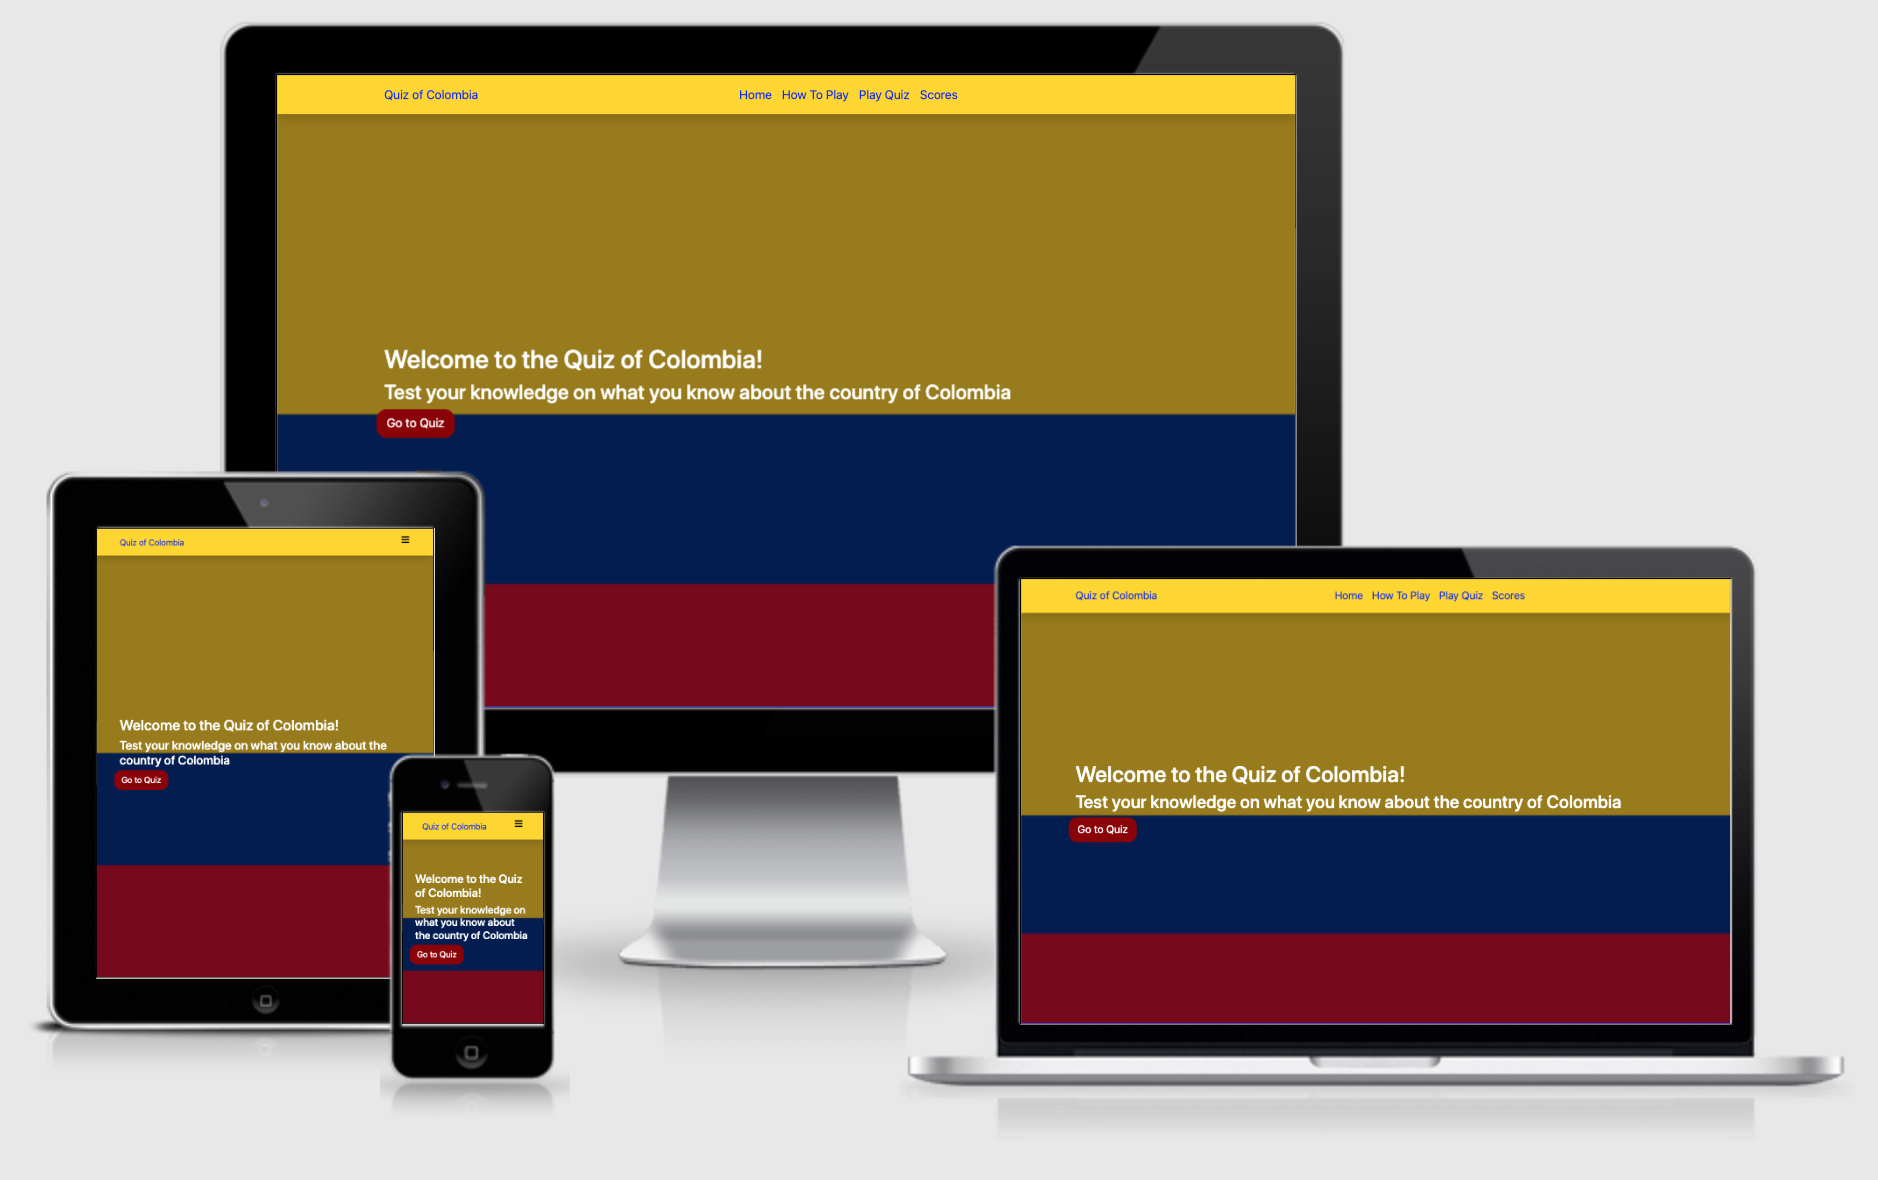 Quiz of Colombia
Home How To Play Play Quiz Scores
Welcome to the Quiz of Colombia!
Test your knowledge on what you know about the country of Colombia
Go to Quiz
Quiz of Colombia
Welcome to the Quiz of Colombia!
Test your knowledge on what you know about the
country of Colombia
Go to Quiz
Quiz of Colombia
Welcome to the Quiz
of Colombia!
Test your knowledge on
what you know about
the country of Colombia
Go to Quiz
Quiz of Colombia
Home How To Play Play Quiz Scores
Welcome to the Quiz of Colombia!
Test your knowledge on what you know about the country of Colombia
Go to Quiz